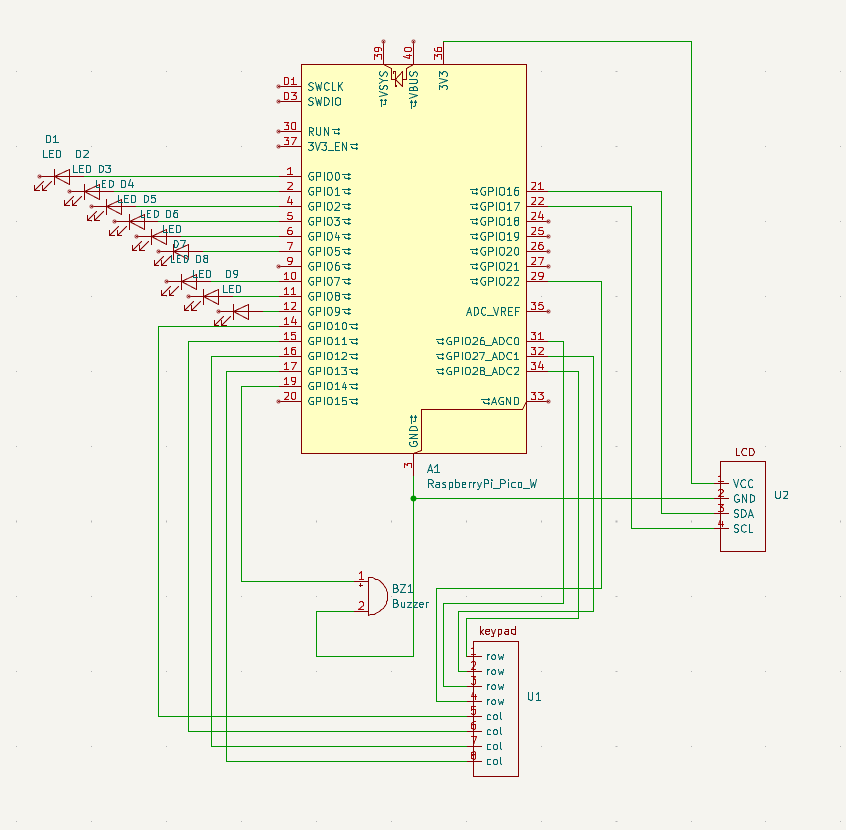 39
40
36
VSYS
VBUS
3V3
D1 SWCLK
D3 SWDIO
30 RUN
37 3V3_EN
D1
LED D2
LED D3
LED D4
LED D5
LED D6
LED
D7
LED D8
LED D9
LED
1 GPIO0
2 GPIO1
4 GPIO2
5 GPIO3
6 GPIO4
7 GPIO5
9 GPIO6
10 GPIO7
11 GPIO8
12 GPIO9
14 GPIO10
15 GPIO11
16 GPIO12
17 GPIO13
19 GPIO14
20 GPIO15
GPIO16 21
GPIO17 22
GPIO18 24
GPIO19 25
GPIO20 26
GPIO21 27
GPIO22 29
ADC_VREF 35
GPIO26_ADC0 31
GPIO27_ADC1 32
GPIO28_ADC2 34
AGND 33
GND
3
A1
RaspberryPi_Pico_W
LCD
1 VCC
2 GND
3 SDA
4 SCL
U2
1
+
2
BZ1
Buzzer
keypad
1 row
2 row
3 row
4 row
5 col
6 col
7 col
8 col
U1